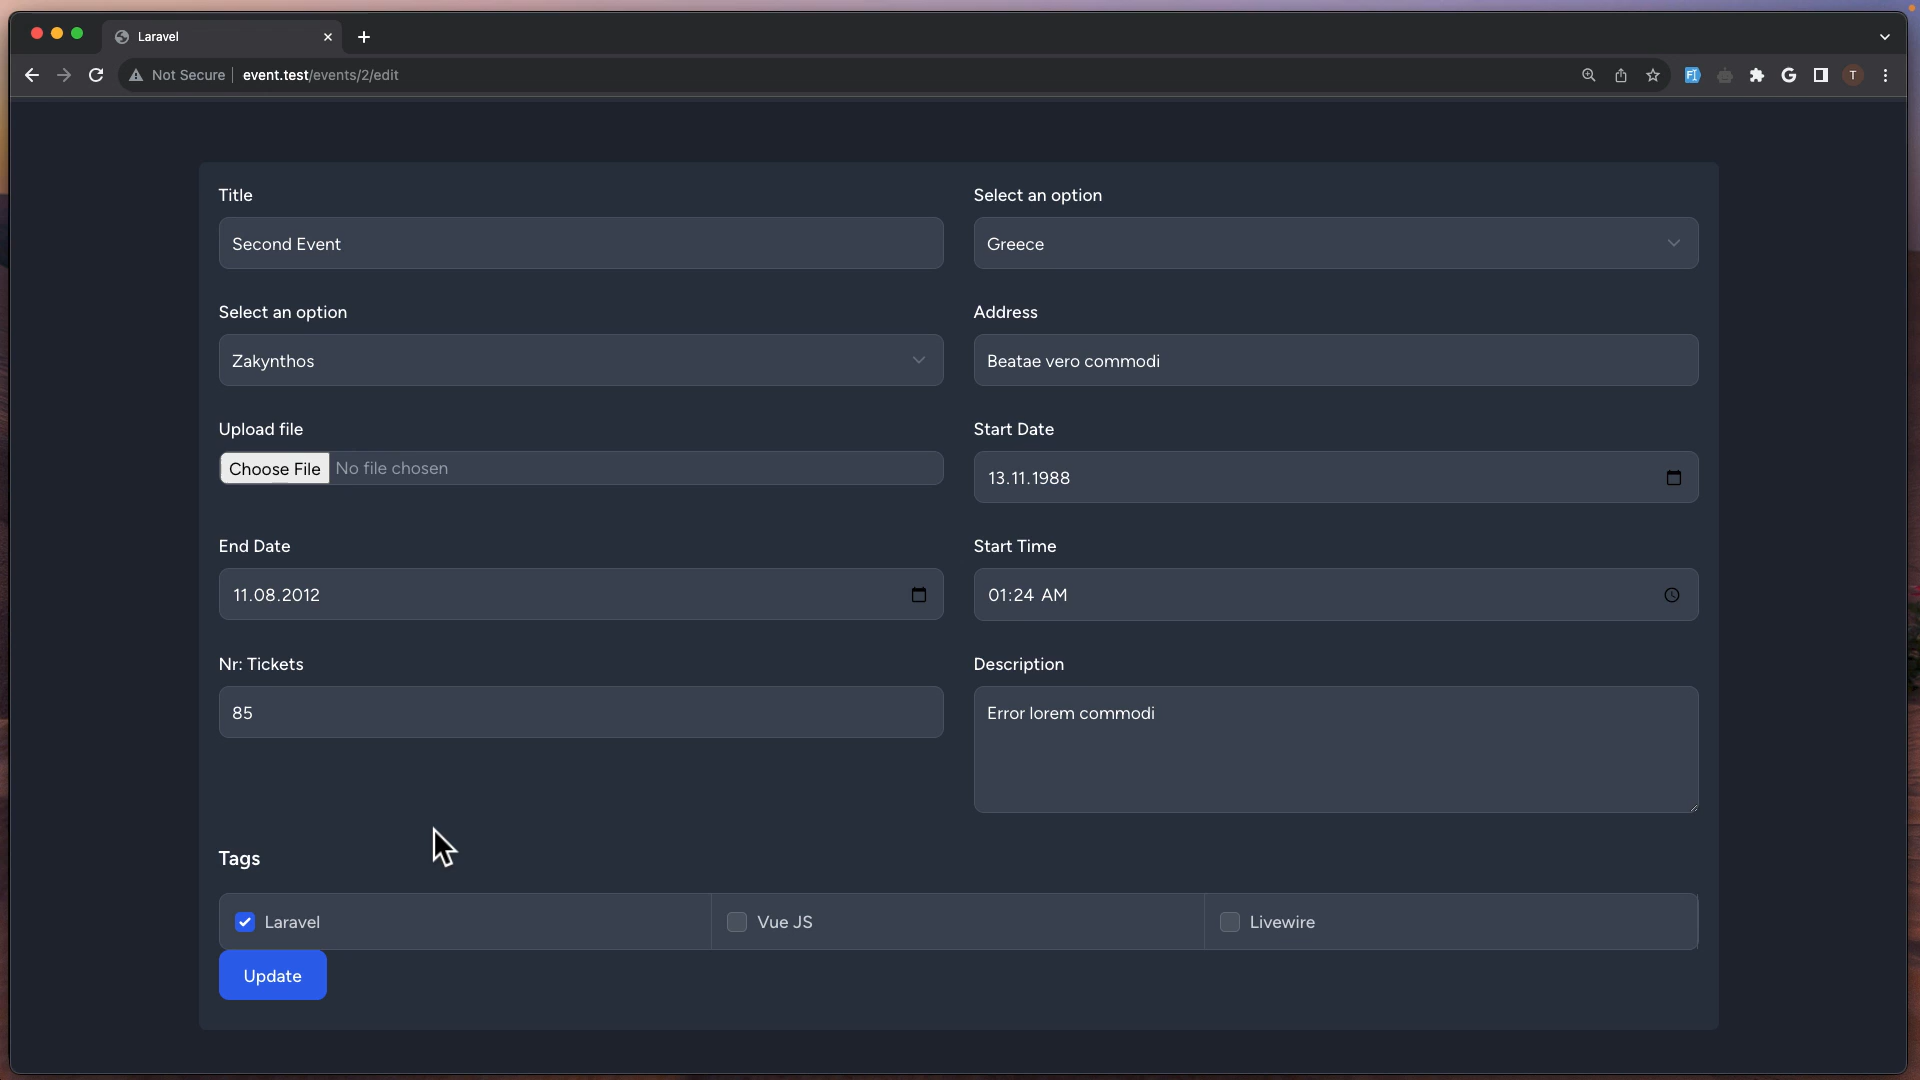 Laravel
Not Secure event.test/events/2/edit
T
Title
Second Event
Select an option
Greece
Select an option
Zakynthos
Address
Beatae vero commodi
Upload file
Choose File No file chosen
Start Date
13.11.1988
End Date
11.08.2012
Start Time
01:24 AM
Nr: Tickets
85
Description
Error lorem commodi
Tags
Laravel
Vue JS
Livewire
Update